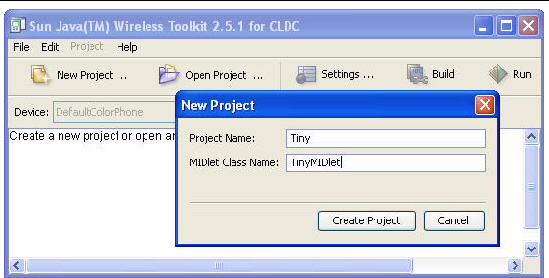 Sun Java(TM) Wireless Toolkit 2.5.1 for CLDC
File Edit Project Help
New Project .. Open Project ... Settings ... Build Run
Device: DefaultColorPhone
Create a new project or open an
New Project
Project Name: Tiny
MIDlet Class Name: TinyMIDlet
Create Project Cancel